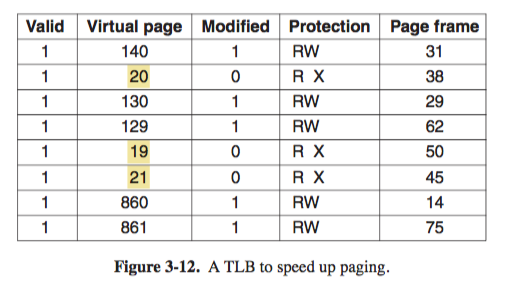 Valid Virtual page Modified Protection Page frame
1 140 1 RW 31
1 20 0 R X 38
1 130 1 RW 29
1 129 1 RW 62
1 19 0 R X 50
1 21 0 R X 45
1 860 1 RW 14
1 861 1 RW 75
Figure 3-12. A TLB to speed up paging.